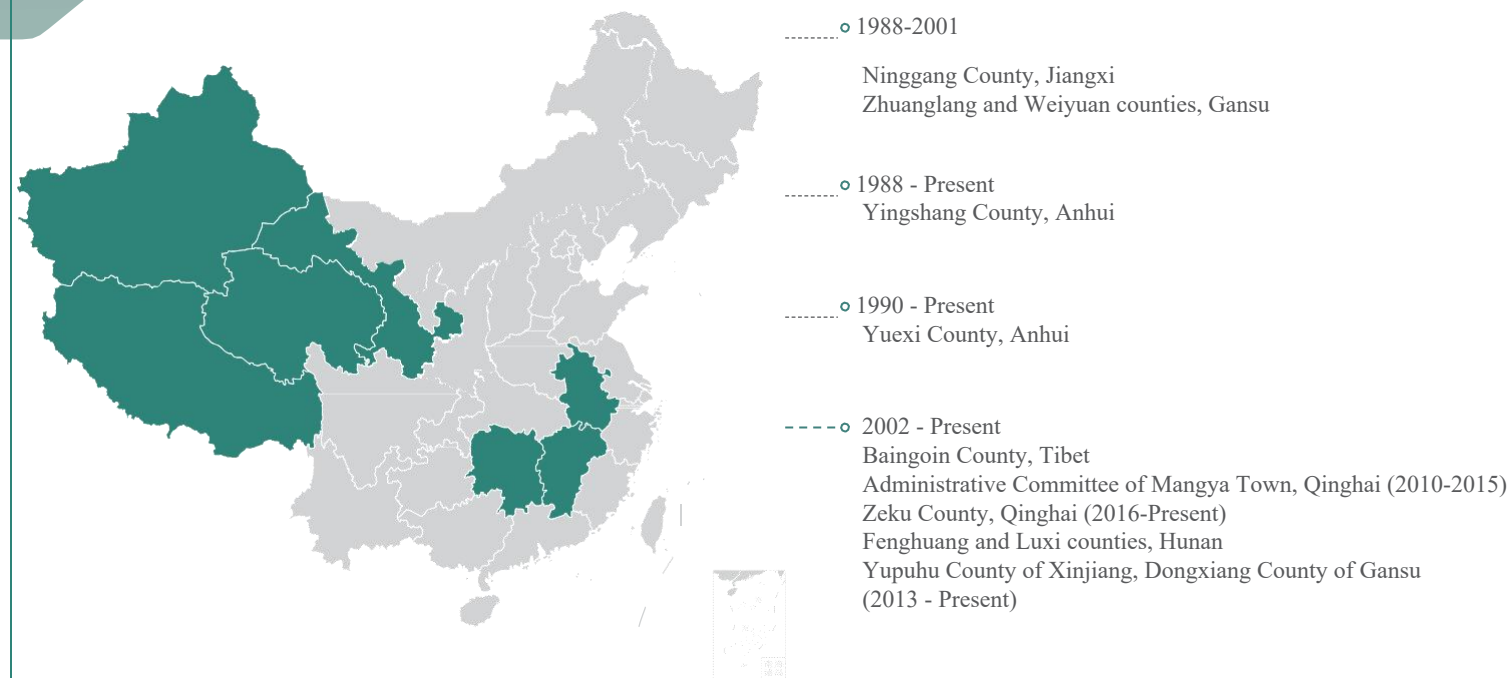 1988-2001
Ninggang County, Jiangxi
Zhuanglang and Weiyuan counties, Gansu
1988 - Present
Yingshang County, Anhui
1990 - Present
Yuexi County, Anhui
2002 - Present
Baingoin County, Tibet
Administrative Committee of Mangya Town, Qinghai (2010-2015)
Zeku County, Qinghai (2016-Present)
Fenghuang and Luxi counties, Hunan
Yupuhu County of Xinjiang, Dongxiang County of Gansu
(2013 - Present)